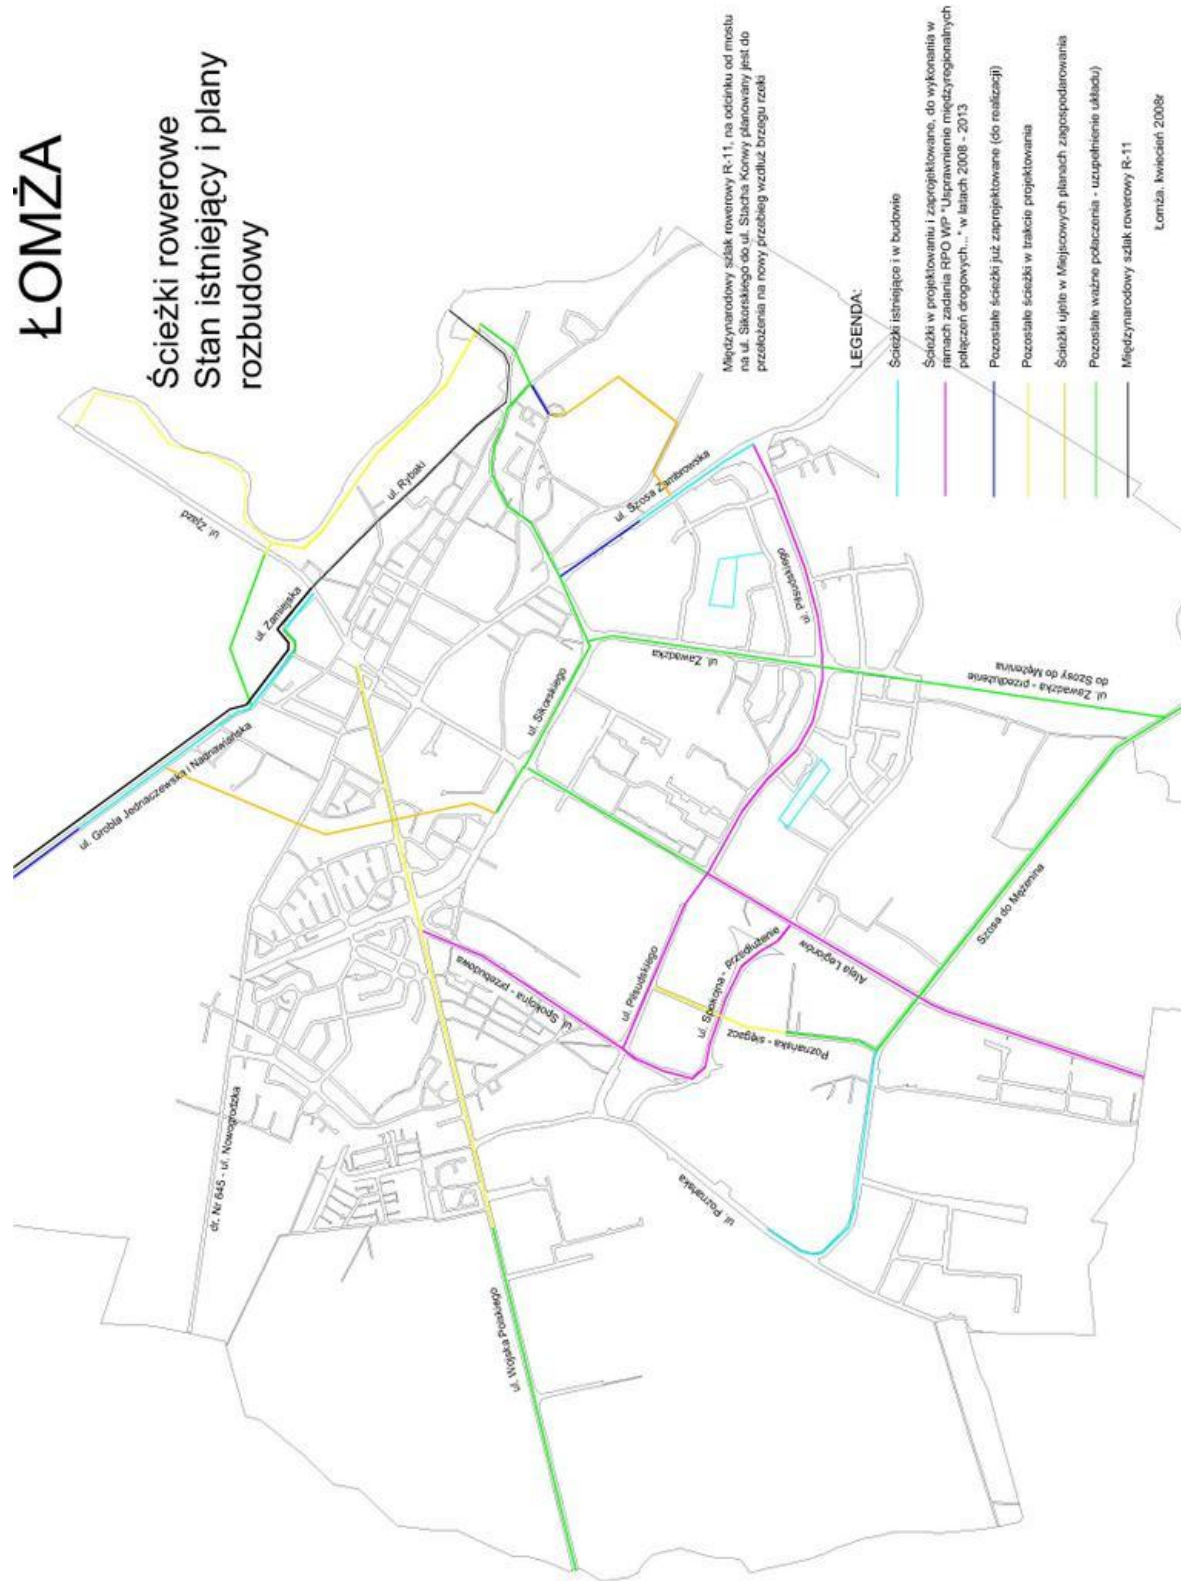 ŁOMŻA
Ścieżki rowerowe
Stan istniejący i plany
rozbudowy
Międzynarodowy szlak rowerowy R-11, na odcinku od mostu
na ul. Sikorskiego do ul. Stacha Konwy planowany jest do
przełożenia na nowy przebieg wzdłuż brzegu rzeki
LEGENDA:
Ścieżki istniejące i w budowie
Ścieżki w projektowaniu i zaprojektowane, do wykonania w
ramach zadania RPO WP "Usprawnienie międzyregionalnych
połączeń drogowych..." w latach 2008 - 2013
Pozostałe ścieżki już zaprojektowane (do realizacji)
Pozostałe ścieżki w trakcie projektowania
Ścieżki ujęte w Miejscowych planach zagospodarowania
Pozostałe ważne połączenia - uzupełnienie układu)
Międzynarodowy szlak rowerowy R-11
Łomża, kwiecień 2008r
ul. Zjazd
ul. Rybaki
ul. Zamiejska
ul. Grobla Jednaczewska i Nadnawiańska
ul. Szosa Zambrowska
ul. Piłsudskiego
ul. Zawadzka
ul. Zawadzka - przedłużenie
do Szosy do Mężenina
ul. Sikorskiego
Szosa do Mężenina
Aleja Legionów
ul. Spokojna - przedłużenie
ul. Piłsudskiego
Poznańska - sięgacz
ul. Spokojna - przebudowa
dr. Nr 645 - ul. Nowogrodzka
ul. Poznańska
ul. Wojska Polskiego